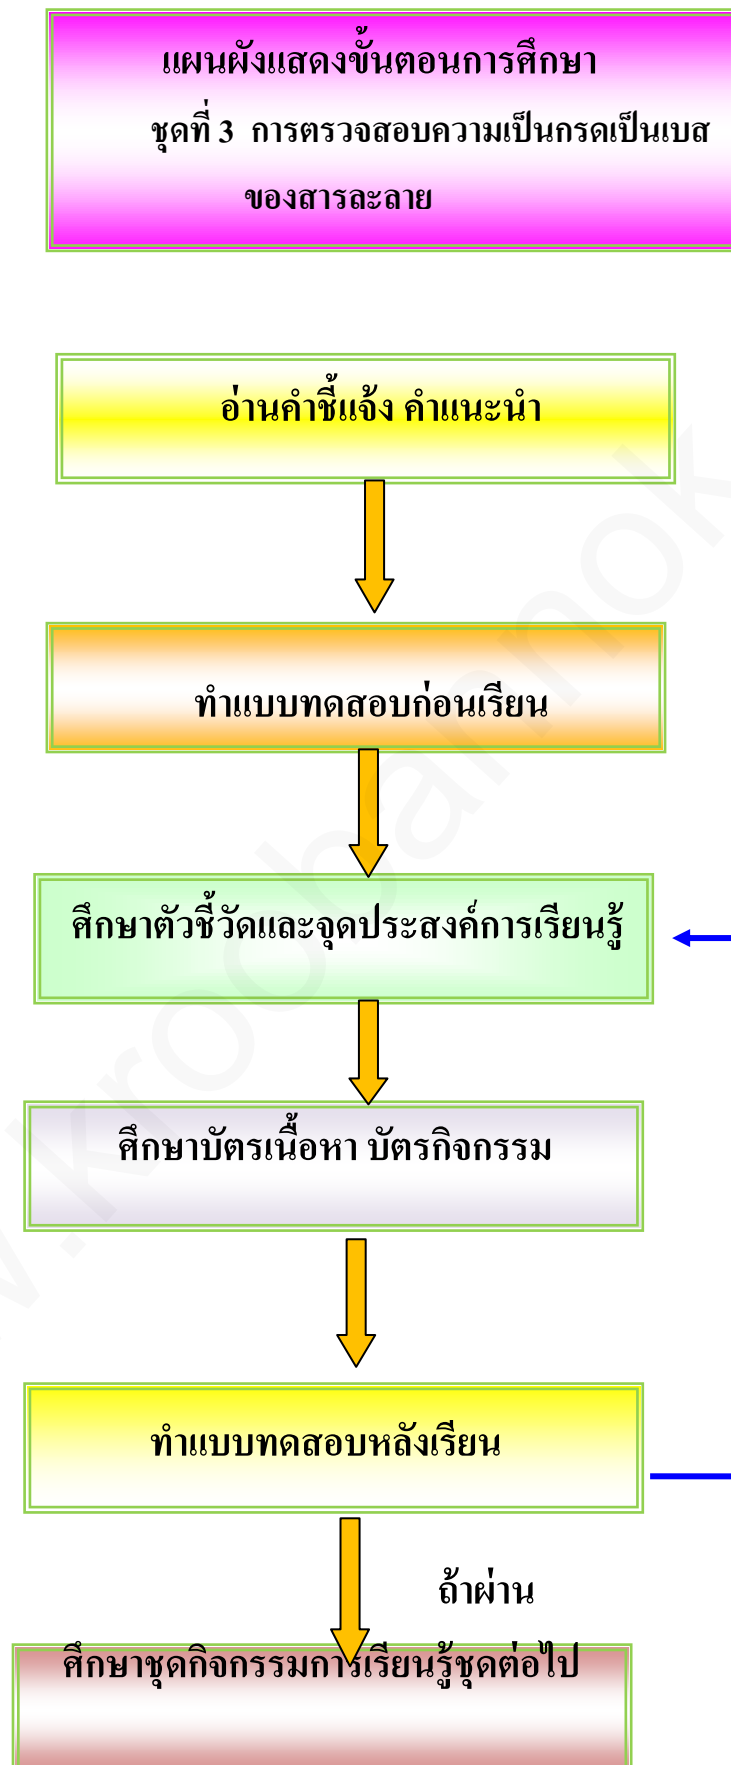 แผนผังแสดงขั้นตอนการศึกษา
ชุดที่ 3 การตรวจสอบความเป็นกรดเป็นเบส
ของสารละลาย
อ่านคำชี้แจ้ง คำแนะนำ
ทำแบบทดสอบก่อนเรียน
ศึกษาตัวชี้วัดและจุดประสงค์การเรียนรู้
ศึกษาบัตรเนื้อหา บัตรกิจกรรม
ทำแบบทดสอบหลังเรียน
ถ้าผ่าน
ศึกษาชุดกิจกรรมการเรียนรู้ชุดต่อไป